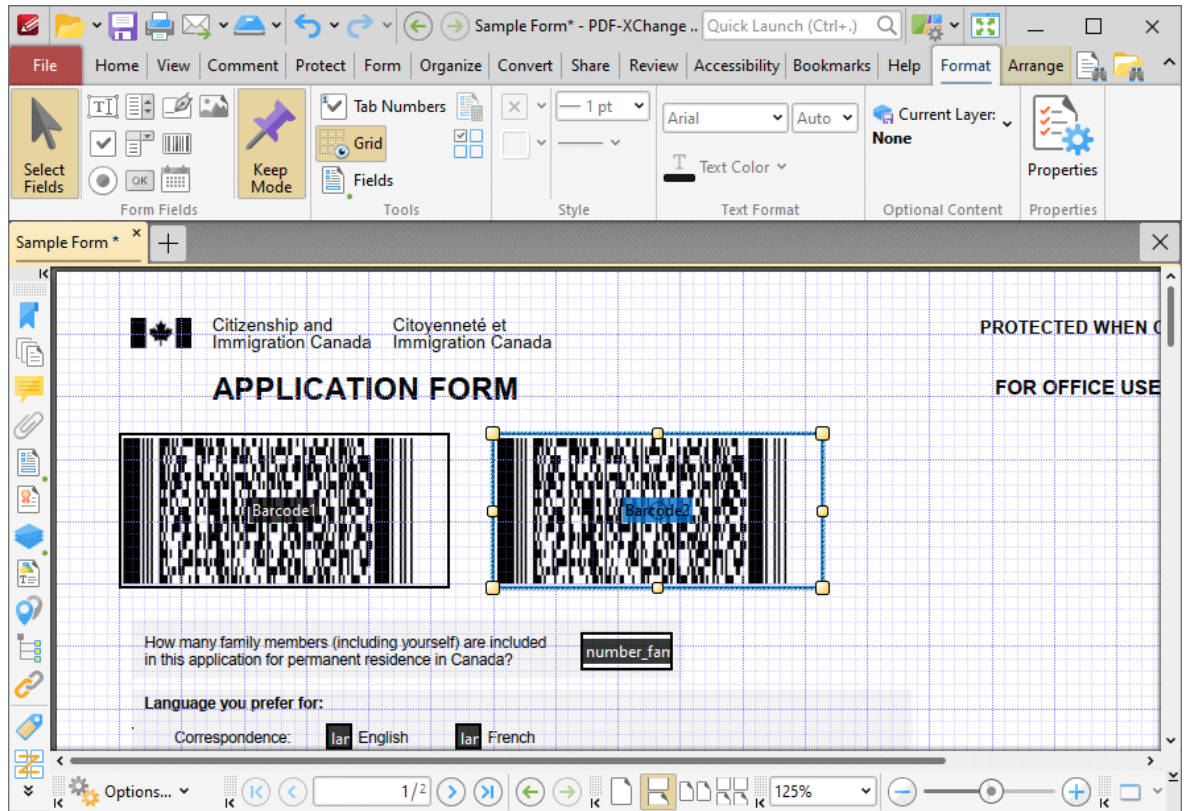 Sample Form* - PDF-XChange .. Quick Launch (Ctrl+.)
File Home View Comment Protect Form Organize Convert Share Review Accessibility Bookmarks Help Format Arrange
Select Fields
OK
Keep Mode
Form Fields
Tab Numbers
Grid
Fields
Tools
1 pt
Style
Arial Auto
Text Color
Text Format
Current Layer:
None
Optional Content
Properties
Properties
Sample Form *
Citizenship and Immigration Canada
Citoyenneté et Immigration Canada
PROTECTED WHEN
APPLICATION FORM
FOR OFFICE USE
Barcode1
Barcode2
How many family members (including yourself) are included
in this application for permanent residence in Canada?
number_fam
Language you prefer for:
Correspondence: lar English lar French
Options... 1/2 125%